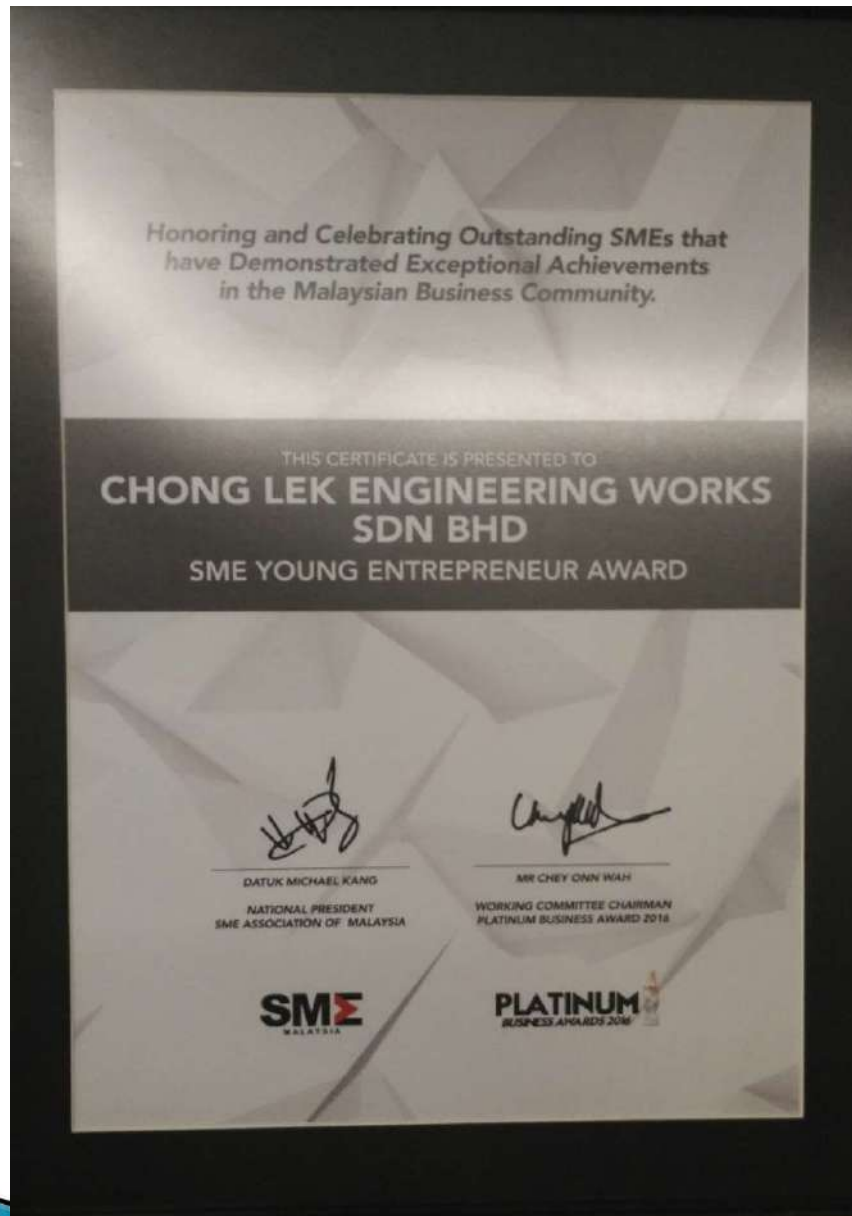 Honoring and Celebrating Outstanding SMEs that
have Demonstrated Exceptional Achievements
in the Malaysian Business Community.
THIS CERTIFICATE IS PRESENTED TO
CHONG LEK ENGINEERING WORKS
SDN BHD
SME YOUNG ENTREPRENEUR AWARD
DATUK MICHAEL KANG
NATIONAL PRESIDENT
SME ASSOCIATION OF MALAYSIA
MR CHEY ONN WAH
WORKING COMMITTEE CHAIRMAN
PLATINUM BUSINESS AWARD 2016
SME
MALAYSIA
PLATINUM
BUSINESS AWARDS 2016